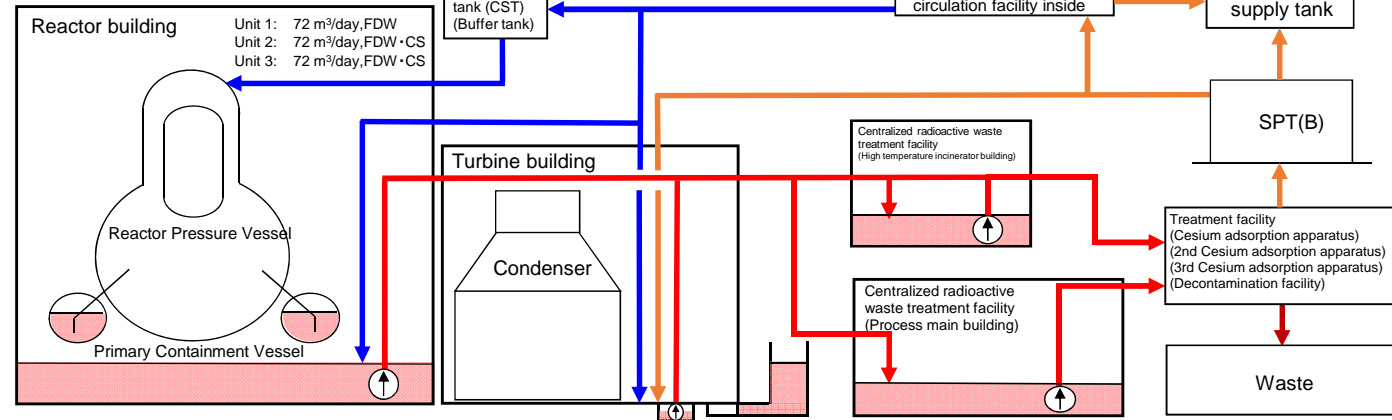 tank (CST)
(Buffer tank)
circulation facility inside
supply tank
Reactor building
Unit 1: 72 m³/day,FDW
Unit 2: 72 m³/day,FDW・CS
Unit 3: 72 m³/day,FDW・CS
SPT(B)
Centralized radioactive waste
treatment facility
(High temperature incinerator building)
Turbine building
Reactor Pressure Vessel
Condenser
Treatment facility
(Cesium adsorption apparatus)
(2nd Cesium adsorption apparatus)
(3rd Cesium adsorption apparatus)
(Decontamination facility)
Centralized radioactive
waste treatment facility
(Process main building)
Primary Containment Vessel
Waste